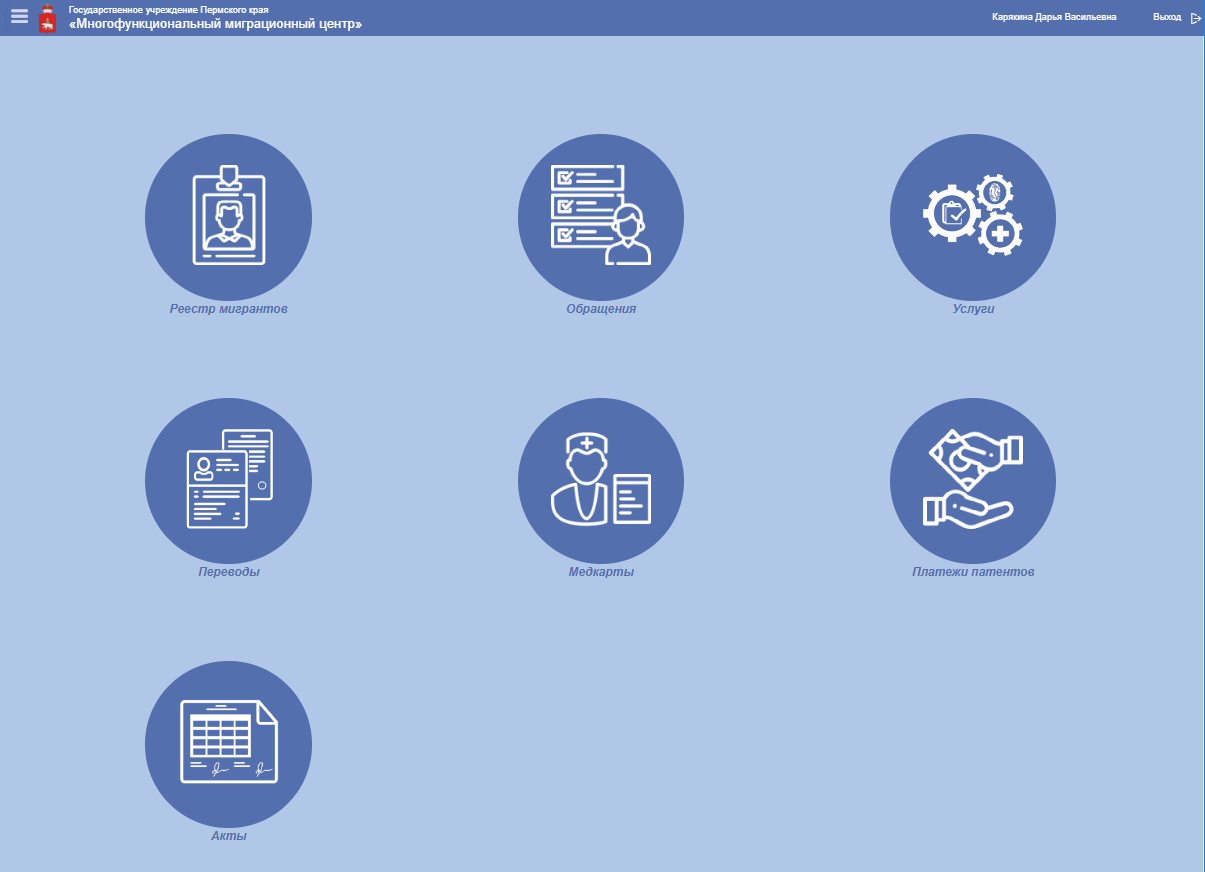 Государственное учреждение Пермского края
«Многофункциональный миграционный центр»
Карякина Дарья Васильевна
Выход
Реестр мигрантов
Обращения
Услуги
Переводы
Медкарты
Платежи патентов
Акты